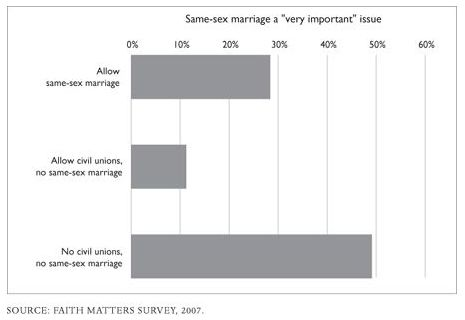 Same-sex marriage a "very important" issue
0% 10% 20% 30% 40% 50% 60%
Allow
same-sex marriage
Allow civil unions,
no same-sex marriage
No civil unions,
no same-sex marriage
SOURCE: FAITH MATTERS SURVEY, 2007.